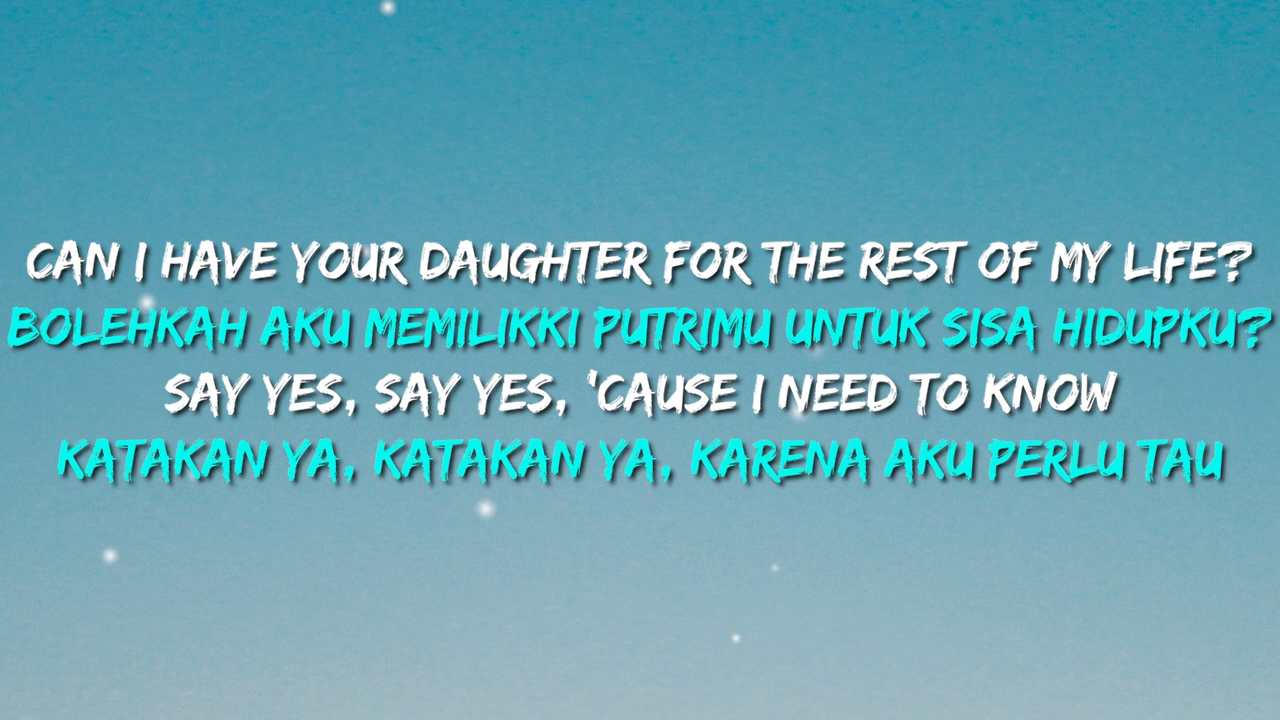 CAN I HAVE YOUR DAUGHTER FOR THE REST OF MY LIFE?
BOLEHKAH AKU MEMILIKKI PUTRIMU UNTUK SISA HIDUPKU?
SAY YES, SAY YES, 'CAUSE I NEED TO KNOW
KATAKAN YA, KATAKAN YA, KARENA AKU PERLU TAU